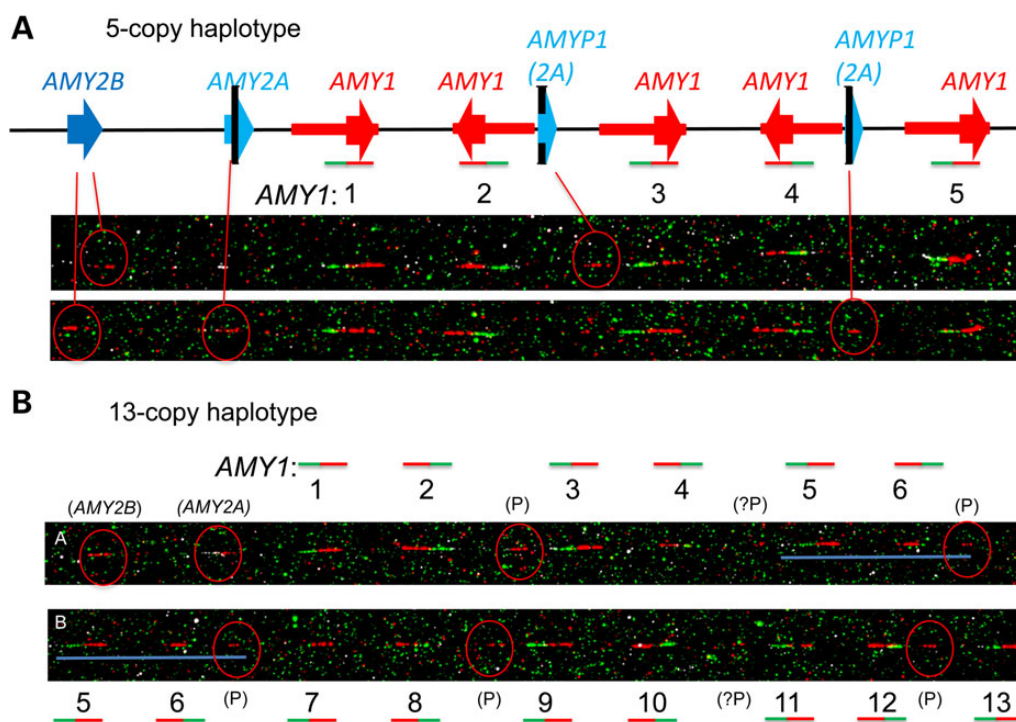 A
5-copy haplotype
AMY2B AMY2A AMY1 AMY1 AMYP1 (2A) AMY1 AMY1 AMYP1 (2A) AMY1
AMY1: 1 2 3 4 5
B
13-copy haplotype
AMY1:
1 2 3 4 5 6
(AMY2B) (AMY2A) (P) (?P) (P)
A
B
5 6 (P) 7 8 (P) 9 10 (?P) 11 12 (P) 13